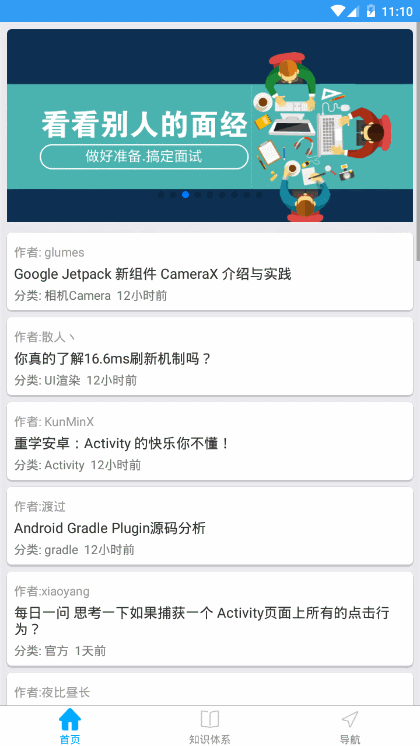 11:10
看看别人的面经
做好准备.搞定面试
作者: glumes
Google Jetpack 新组件 CameraX 介绍与实践
分类: 相机Camera 12小时前
作者:散人丶
你真的了解16.6ms刷新机制吗？
分类: UI渲染 12小时前
作者: KunMinX
重学安卓：Activity 的快乐你不懂！
分类: Activity 12小时前
作者:渡过
Android Gradle Plugin源码分析
分类: gradle 12小时前
作者:xiaoyang
每日一问 思考一下如果捕获一个 Activity页面上所有的点击行
为？
分类: 官方 1天前
作者:夜比昼长
首页
知识体系
导航